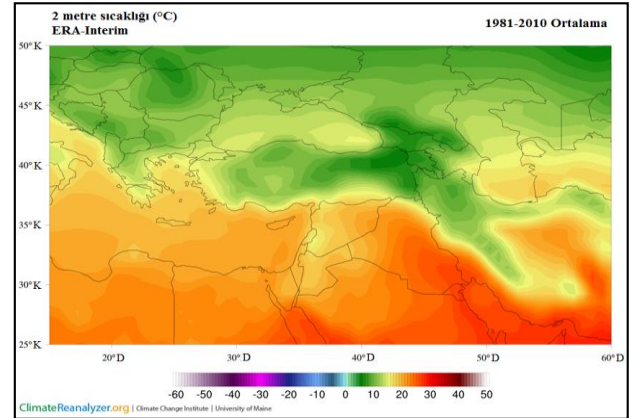 2 metre sıcaklığı (°C)
ERA-Interim
1981-2010 Ortalama
50°K
45°K
40°K
35°K
30°K
25°K
20°D
30°D
40°D
50°D
60°D
-60 -50 -40 -30 -20 -10 0 10 20 30 40 50
ClimateReanalyzer.org | Climate Change Institute | University of Maine